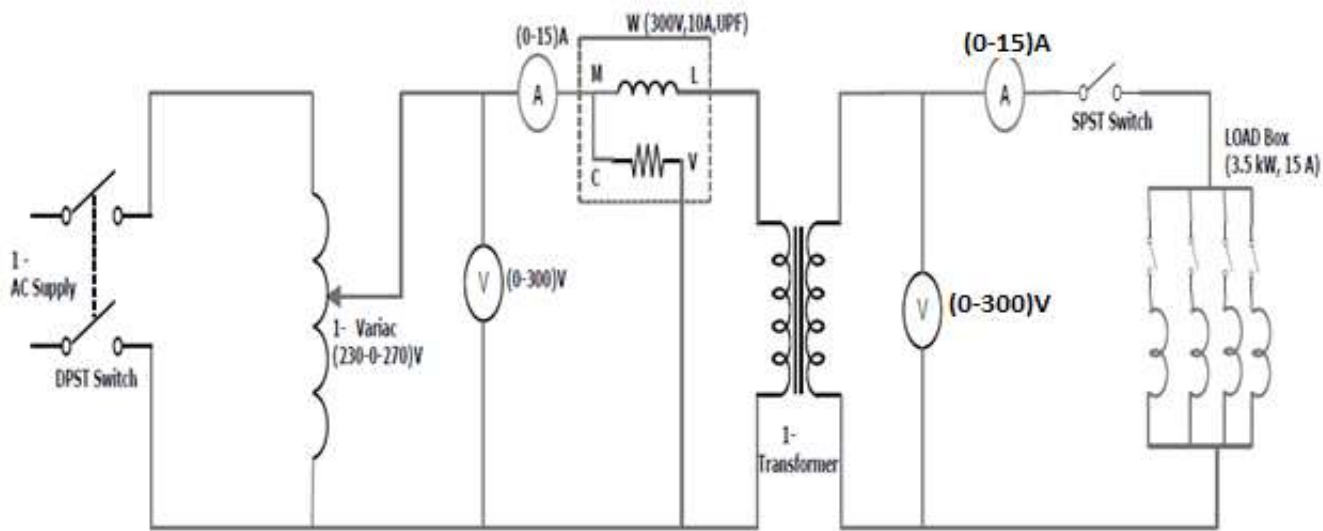 W (300V,10A,UPF)
(0-15)A
(0-15)A
M
L
A
A
SPST Switch
LOAD Box
(3.5 kW, 15 A)
C
V
1-
AC Supply
V
(0-300)V
V
(0-300)V
1- Variac
(230-0-270)V
DPST Switch
1-
Transformer